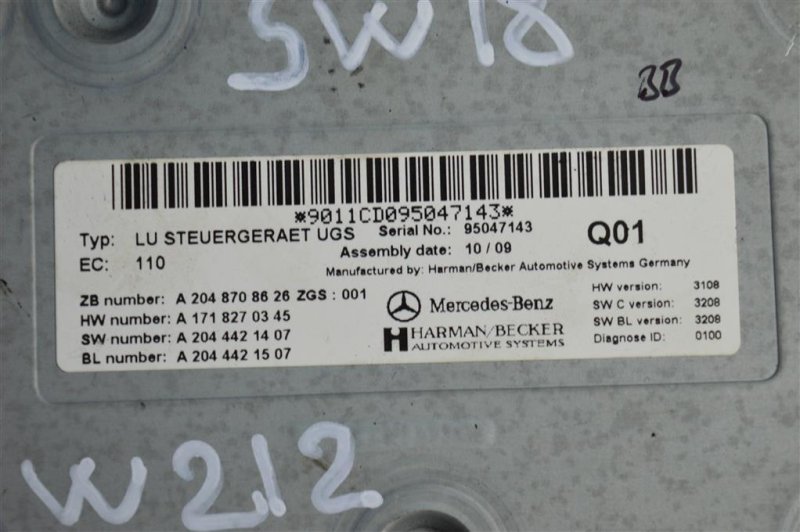 SW18
BB
*9011CD095047143*
Typ: LU STEUERGERAET UGS Serial No.: 95047143 Q01
EC: 110 Assembly date: 10 / 09
Manufactured by: Harman/Becker Automotive Systems Germany
ZB number: A 204 870 86 26 ZGS : 001
HW number: A 171 827 03 45
SW number: A 204 442 14 07
BL number: A 204 442 15 07
Mercedes-Benz
HARMAN/BECKER
AUTOMOTIVE SYSTEMS
HW version: 3108
SW C version: 3208
SW BL version: 3208
Diagnose ID: 0100
W212